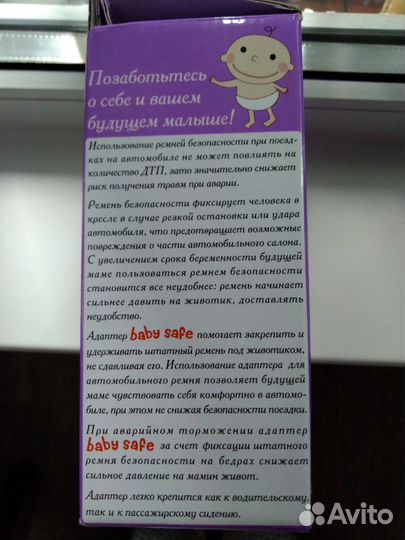 Позаботьтесь
о себе и вашем
будущем малыше!
Использование ремней безопасности при поезд-
ках на автомобиле не может повлиять на
количество ДТП, зато значительно снижает
риск получения травм при аварии.
Ремень безопасности фиксирует человека в
кресле в случае резкой остановки или удара
автомобиля, что предотвращает возможные
повреждения о части автомобильного салона.
С увеличением срока беременности будущей
маме пользоваться ремнем безопасности
становится все неудобнее: ремень начинает
сильнее давить на животик, доставлять
неудобство.
Адаптер baby safe помогает закрепить и
удерживать штатный ремень под животиком,
не сдавливая его. Использование адаптера для
автомобильного ремня позволяет будущей
маме чувствовать себя комфортно в автомо-
биле, при этом не снижая безопасности поездки.
При аварийном торможении адаптер
baby safe за счет фиксации штатного
ремня безопасности на бедрах снижает
сильное давление на мамин живот.
Адаптер легко крепится как к водительскому,
так и к пассажирскому сидению.
Avito